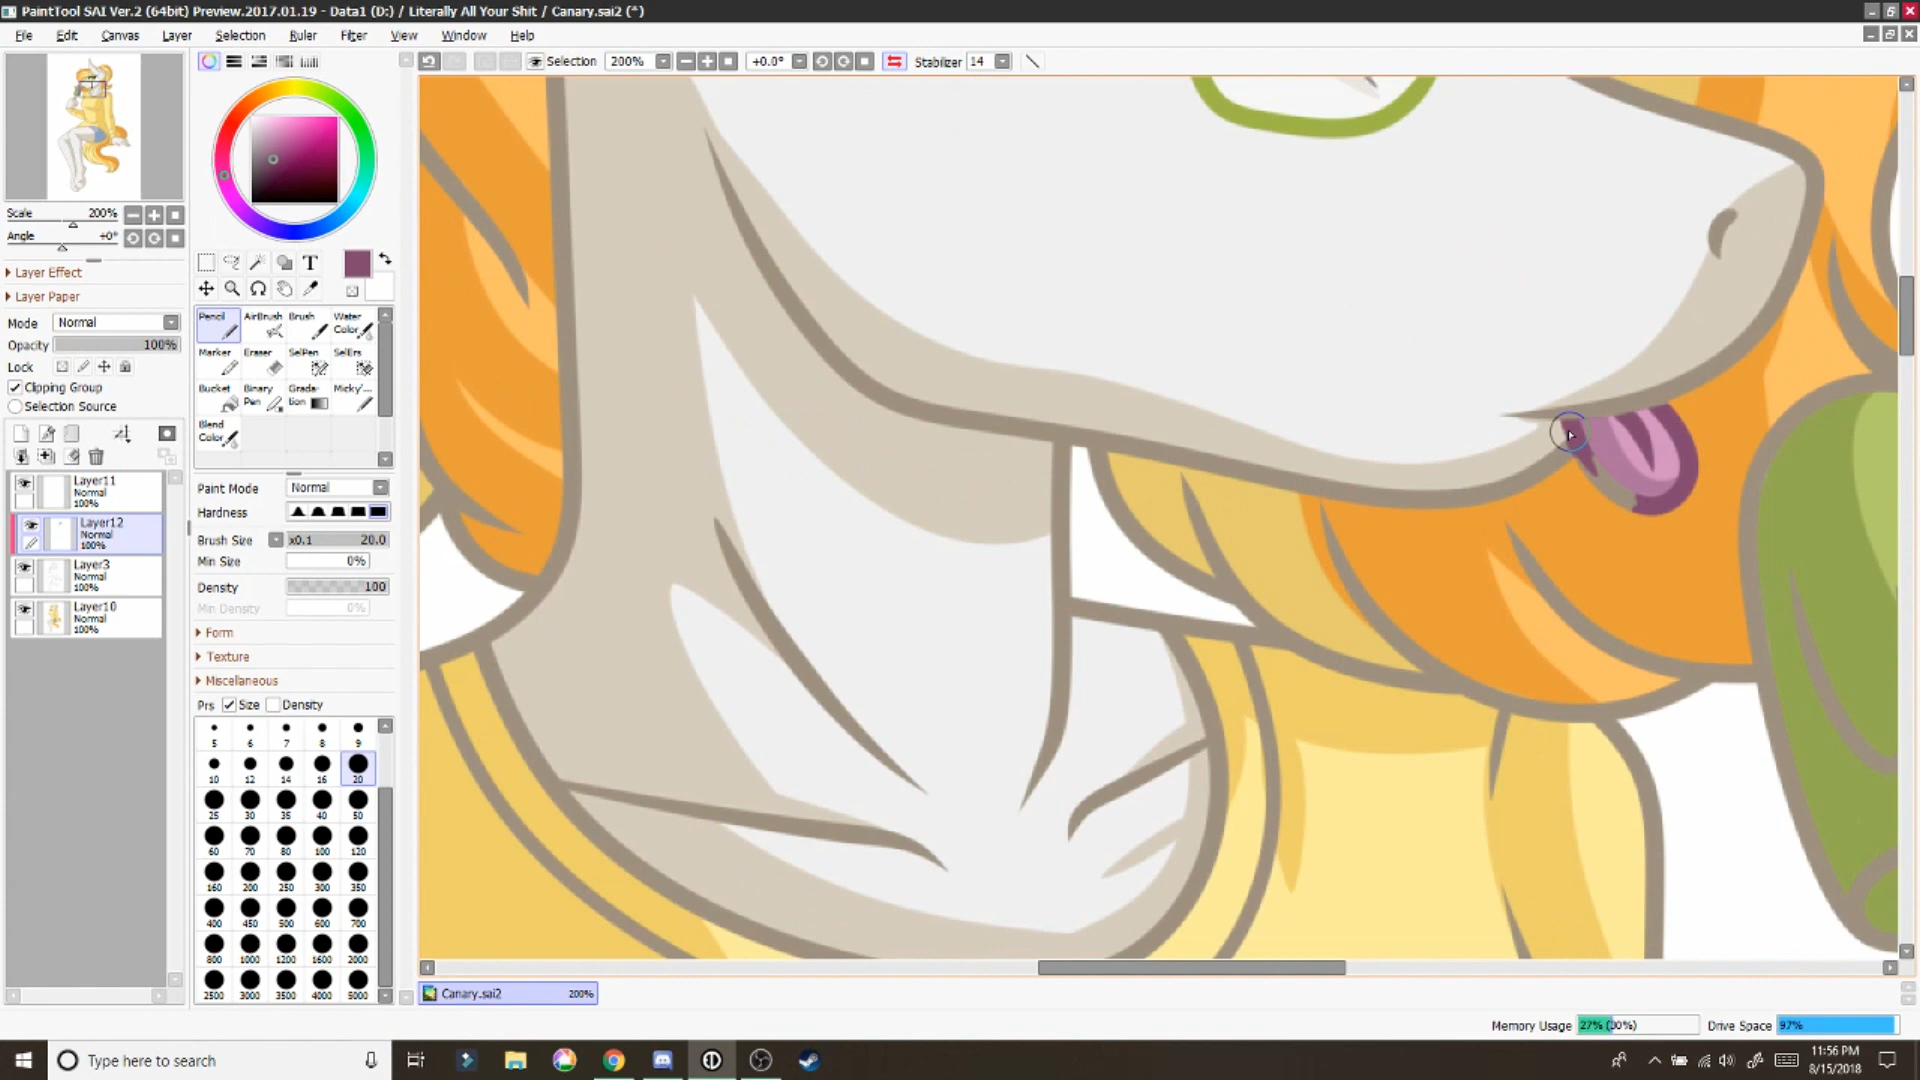 PaintTool SAI Ver.2 (64bit) Preview.2017.01.19 - Data1 (D:) / Literally All Your Shit / Canary.sai2 (*)
File Edit Canvas Layer Selection Ruler Filter View Window Help
Selection 200% +0.0° Stabilizer 14
Scale 200%
Angle +0°
Layer Effect
Layer Paper
Mode Normal
Opacity 100%
Lock
Clipping Group
Selection Source
Layer11
Normal
100%
Layer12
Normal
100%
Layer3
Normal
100%
Layer10
Normal
100%
T
Pencil AirBrush Brush Water Color
Marker Eraser SelPen SelErs
Bucket Binary Pen Grada-tion Micky'...
Blend Color
Paint Mode Normal
Hardness
Brush Size x0.1 20.0
Min Size 0%
Density 100
Min Density 0%
Form
Texture
Miscellaneous
Prs Size Density
5 6 7 8 9
10 12 14 16 20
25 30 35 40 50
60 70 80 100 120
160 200 250 300 350
400 450 500 600 700
800 1000 1200 1600 2000
2500 3000 3500 4000 5000
Canary.sai2 200%
Memory Usage 27% Drive Space 97%
Type here to search
11:56 PM
8/15/2018